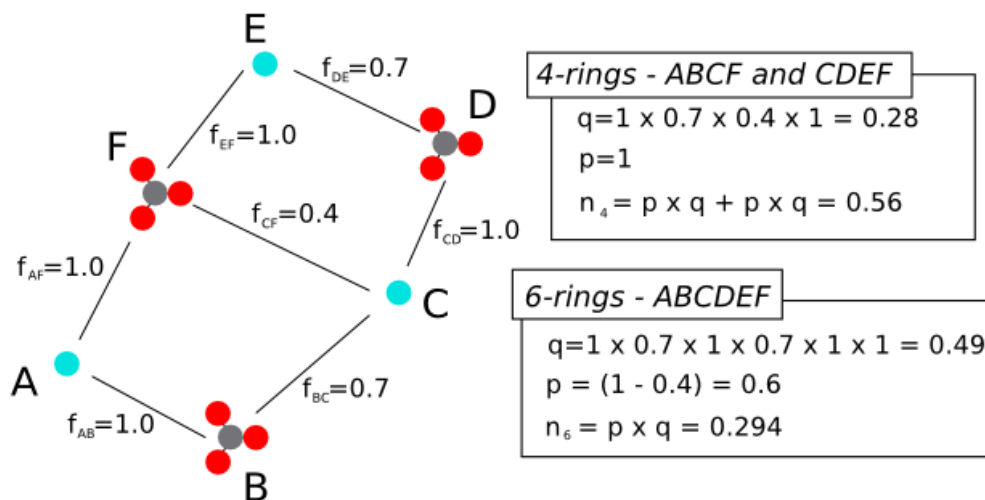 E
f_DE=0.7
D
f_EF=1.0
F
f_CF=0.4
f_CD=1.0
f_AF=1.0
C
A
f_AB=1.0
f_BC=0.7
B
4-rings - ABCF and CDEF
q=1 x 0.7 x 0.4 x 1 = 0.28
p=1
n_4 = p x q + p x q = 0.56
6-rings - ABCDEF
q=1 x 0.7 x 1 x 0.7 x 1 x 1 = 0.49
p = (1 - 0.4) = 0.6
n_6 = p x q = 0.294